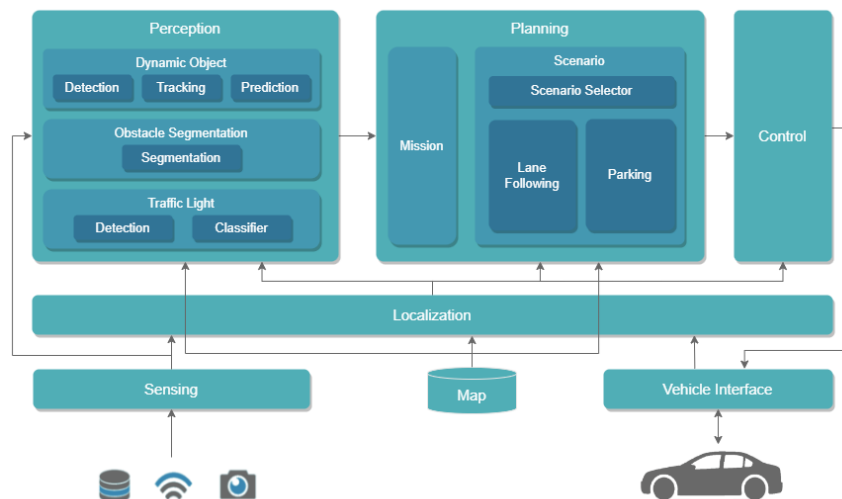 Perception
Dynamic Object
Detection
Tracking
Prediction
Obstacle Segmentation
Segmentation
Traffic Light
Detection
Classifier
Planning
Mission
Scenario
Scenario Selector
Lane
Following
Parking
Control
Localization
Sensing
Map
Vehicle Interface